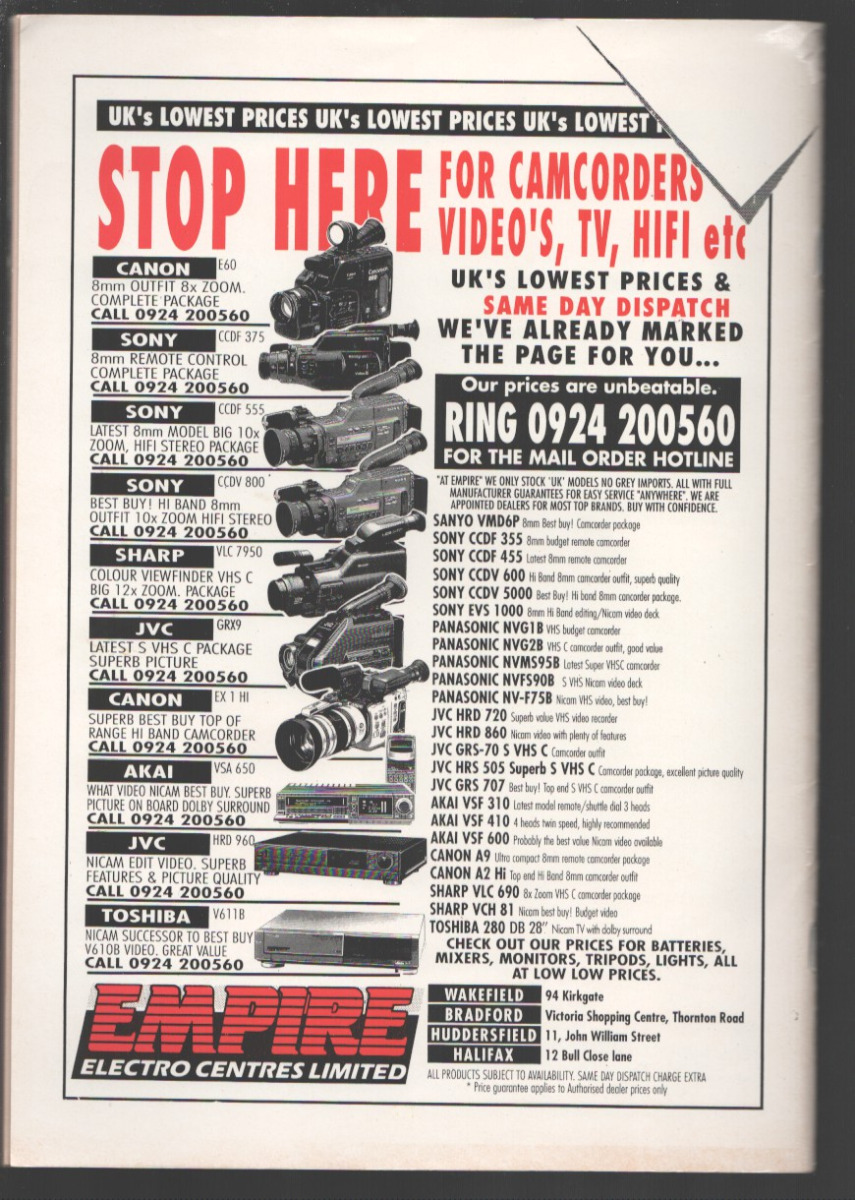 UK's LOWEST PRICES UK's LOWEST PRICES UK's LOWEST
STOP HERE
FOR CAMCORDERS
VIDEO'S, TV, HIFI etc
CANON E60
8mm OUTFIT 8x ZOOM.
COMPLETE PACKAGE
CALL 0924 200560
SONY CCDF 375
8mm REMOTE CONTROL
COMPLETE PACKAGE
CALL 0924 200560
SONY CCDF 555
LATEST 8mm MODEL BIG 10x
ZOOM, HIFI STEREO PACKAGE
CALL 0924 200560
SONY CCDV 800
BEST BUY! HI BAND 8mm
OUTFIT 10x ZOOM HIFI STEREO
SHARP VLC 7950
COLOUR VIEWFINDER VHS C
BIG 12x ZOOM. PACKAGE
CALL 0924 200560
JVC GRX9
LATEST S VHS C PACKAGE
SUPERB PICTURE
CALL 0924 200560
CANON EX 1 HI
SUPERB BEST BUY TOP OF
RANGE HI BAND CAMCORDER
CALL 0924 200560
AKAI VSA 650
WHAT VIDEO NICAM BEST BUY. SUPERB
PICTURE ON BOARD DOLBY SURROUND
CALL 0924 200560
JVC HRD 960
NICAM EDIT VIDEO. SUPERB
FEATURES & PICTURE QUALITY
CALL 0924 200560
TOSHIBA V611B
NICAM SUCCESSOR TO BEST BUY
V610B VIDEO. GREAT VALUE
CALL 0924 200560
EMPIRE
ELECTRO CENTRES LIMITED
UK'S LOWEST PRICES &
SAME DAY DISPATCH
WE'VE ALREADY MARKED
THE PAGE FOR YOU...
Our prices are unbeatable.
RING 0924 200560
FOR THE MAIL ORDER HOTLINE
"AT EMPIRE" WE ONLY STOCK 'UK' MODELS NO GREY IMPORTS. ALL WITH FULL
MANUFACTURER GUARANTEES FOR EASY SERVICE "ANYWHERE". WE ARE
APPOINTED DEALERS FOR MOST TOP BRANDS. BUY WITH CONFIDENCE.
SANYO VMD6P 8mm Best buy! Camcorder package
SONY CCDF 355 8mm budget remote camcorder
SONY CCDF 455 Latest 8mm remote camcorder
SONY CCDV 600 Hi Band 8mm camcorder outfit, superb quality
SONY CCDV 5000 Best Buy! Hi band 8mm concorder package.
SONY EVS 1000 8mm Hi Band editing/Nicam video deck
PANASONIC NVG1B VHS budget camcorder
PANASONIC NVG2B VHS C camcorder outfit, good value
PANASONIC NVMS95B Latest Super VHSC camcorder
PANASONIC NVFS90B S VHS Nicam video deck
PANASONIC NV-F75B Nicam VHS video, best buy!
JVC HRD 720 Superb value VHS video recorder
JVC HRD 860 Nicam video with plenty of features
JVC GRS-70 S VHS C Camcorder outfit
JVC HRS 505 Superb S VHS C Camcorder package, excellent picture quality
JVC GRS 707 Best buy! Top end S VHS C camcorder outfit
AKAI VSF 310 Latest model remote/shuttle dial 3 heads
AKAI VSF 410 4 heads twin speed, highly recommended
AKAI VSF 600 Probably the best value Nicam video available
CANON A9 Ultra compact 8mm remote camcorder package
CANON A2 Hi Top end Hi Band 8mm camcorder outfit
SHARP VLC 690 8x Zoom VHS C camcorder package
SHARP VCH 81 Nicam best buy! Budget video
TOSHIBA 280 DB 28" Nicam TV with dolby surround
CHECK OUT OUR PRICES FOR BATTERIES,
MIXERS, MONITORS, TRIPODS, LIGHTS, ALL
AT LOW LOW PRICES.
WAKEFIELD 94 Kirkgate
BRADFORD Victoria Shopping Centre, Thornton Road
HUDDERSFIELD 11, John William Street
HALIFAX 12 Bull Close lane
ALL PRODUCTS SUBJECT TO AVAILABILITY. SAME DAY DISPATCH CHARGE EXTRA
* Price guarantee applies to Authorised dealer prices only